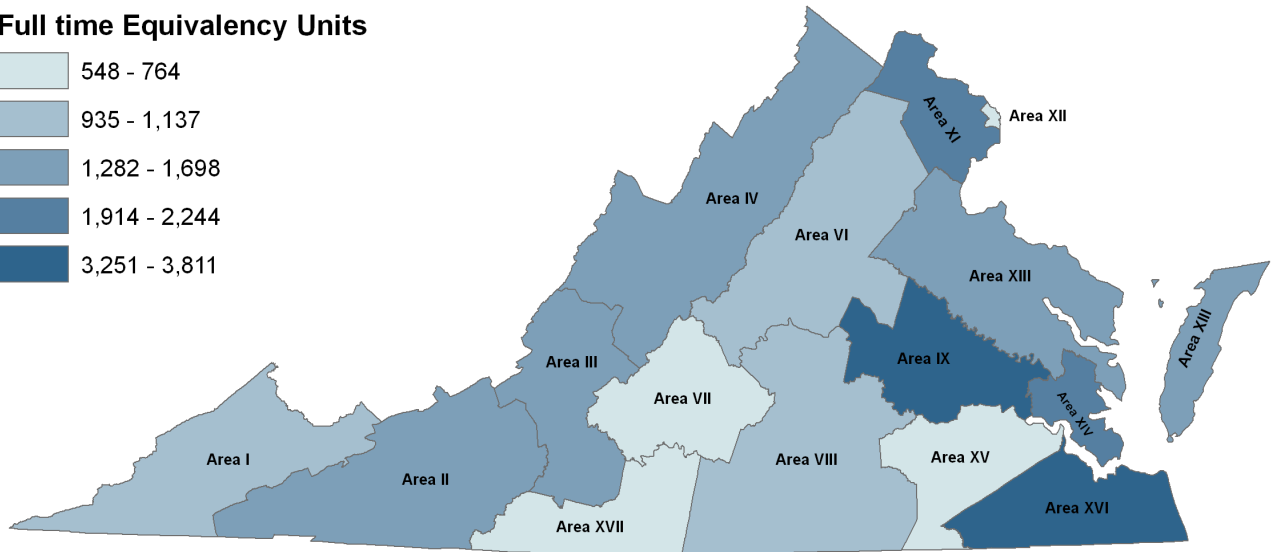 Full time Equivalency Units
548 - 764
935 - 1,137
1,282 - 1,698
1,914 - 2,244
3,251 - 3,811
Area XI
Area XII
Area IV
Area VI
Area XIII
Area XIII
Area III
Area IX
Area VII
Area XIV
Area I
Area II
Area VIII
Area XV
Area XVII
Area XVI